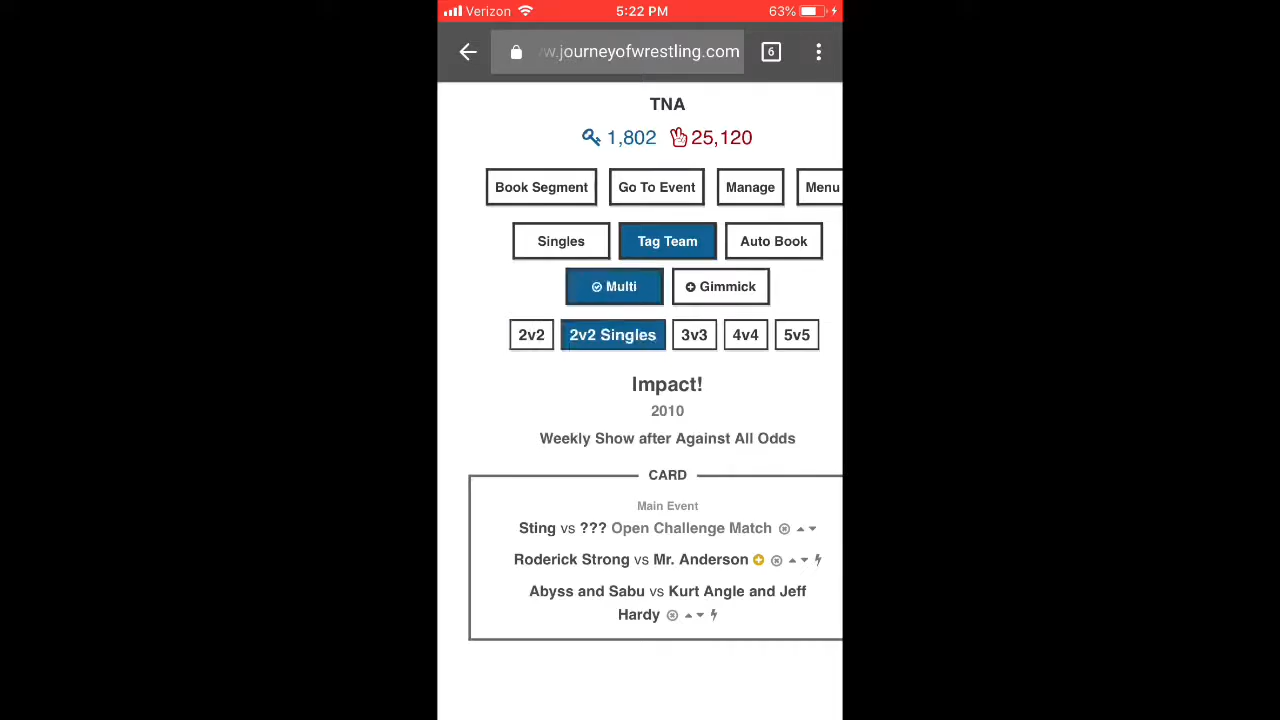 Verizon 5:22 PM 63%
w.journeyofwrestling.com 6
TNA
1,802 25,120
Book Segment Go To Event Manage Menu
Singles Tag Team Auto Book
Multi Gimmick
2v2 2v2 Singles 3v3 4v4 5v5
Impact!
2010
Weekly Show after Against All Odds
CARD
Main Event
Sting vs ??? Open Challenge Match
Roderick Strong vs Mr. Anderson
Abyss and Sabu vs Kurt Angle and Jeff
Hardy